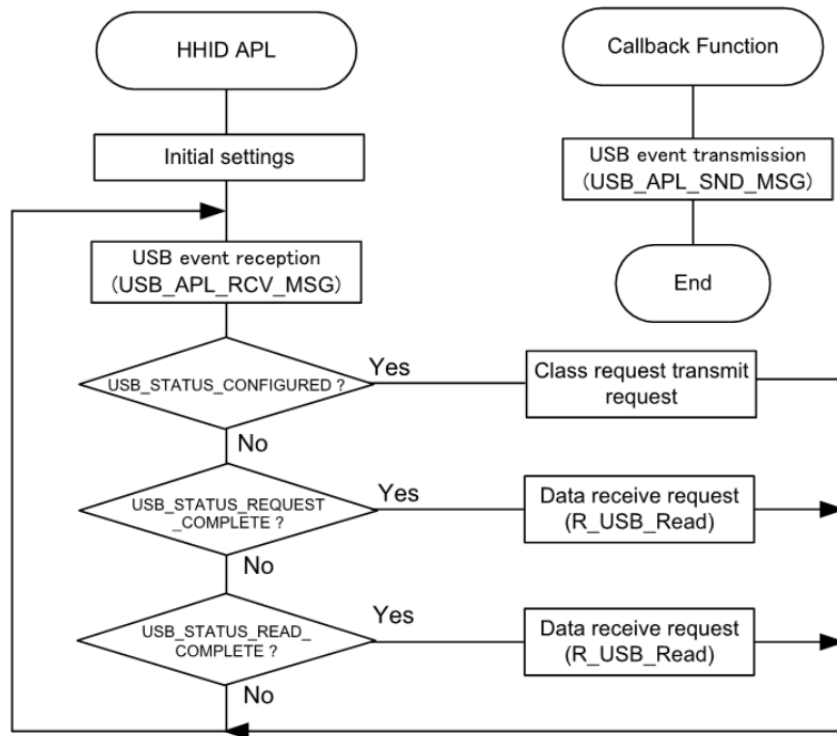 HHID APL
Initial settings
USB event reception
(USB_APL_RCV_MSG)
USB_STATUS_CONFIGURED ?
Yes
Class request transmit
request
No
USB_STATUS_REQUEST
_COMPLETE ?
Yes
Data receive request
(R_USB_Read)
No
USB_STATUS_READ_
COMPLETE ?
Yes
Data receive request
(R_USB_Read)
No
Callback Function
USB event transmission
(USB_APL_SND_MSG)
End